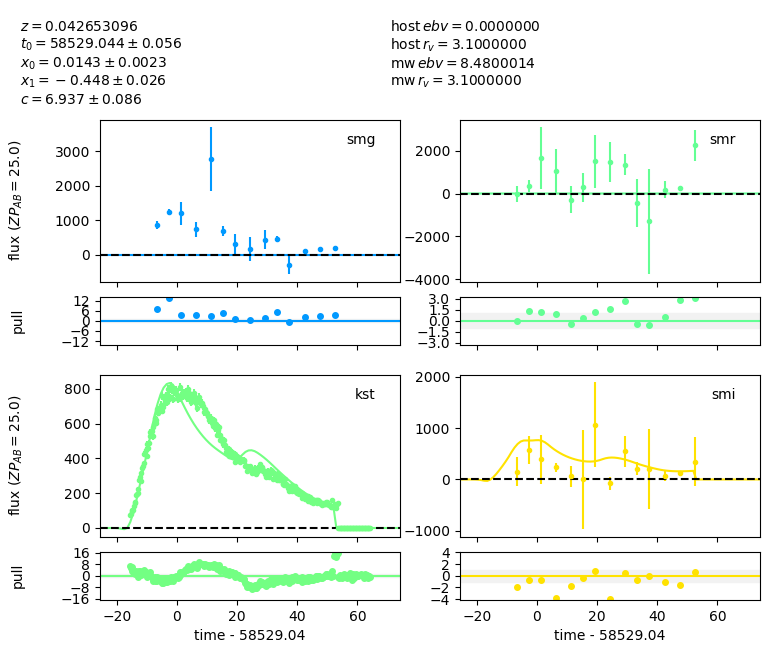 z = 0.042653096
t₀ = 58529.044 ± 0.056
x₀ = 0.0143 ± 0.0023
x₁ = −0.448 ± 0.026
c = 6.937 ± 0.086
host ebv = 0.0000000
host r_v = 3.1000000
mw ebv = 8.4800014
mw r_v = 3.1000000
flux (ZP_AB = 25.0)
3000
2000
1000
0
smg
2000
0
−2000
−4000
smr
pull
12
6
0
−6
−12
3.0
1.5
0.0
−1.5
−3.0
flux (ZP_AB = 25.0)
800
600
400
200
0
kst
2000
1000
0
−1000
smi
pull
16
8
0
−8
−16
4
2
0
−2
−4
−20 0 20 40 60
−20 0 20 40 60
time - 58529.04
time - 58529.04